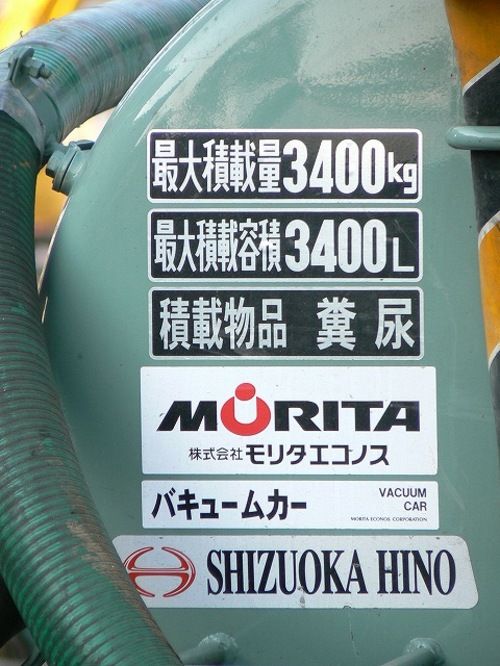 最大積載量3400kg
最大積載容積3400L
積載物品 糞尿
MORITA
株式会社モリタエコノス
バキュームカー
VACUUM
CAR
MORITA ECONOS CORPORATION
SHIZUOKA HINO